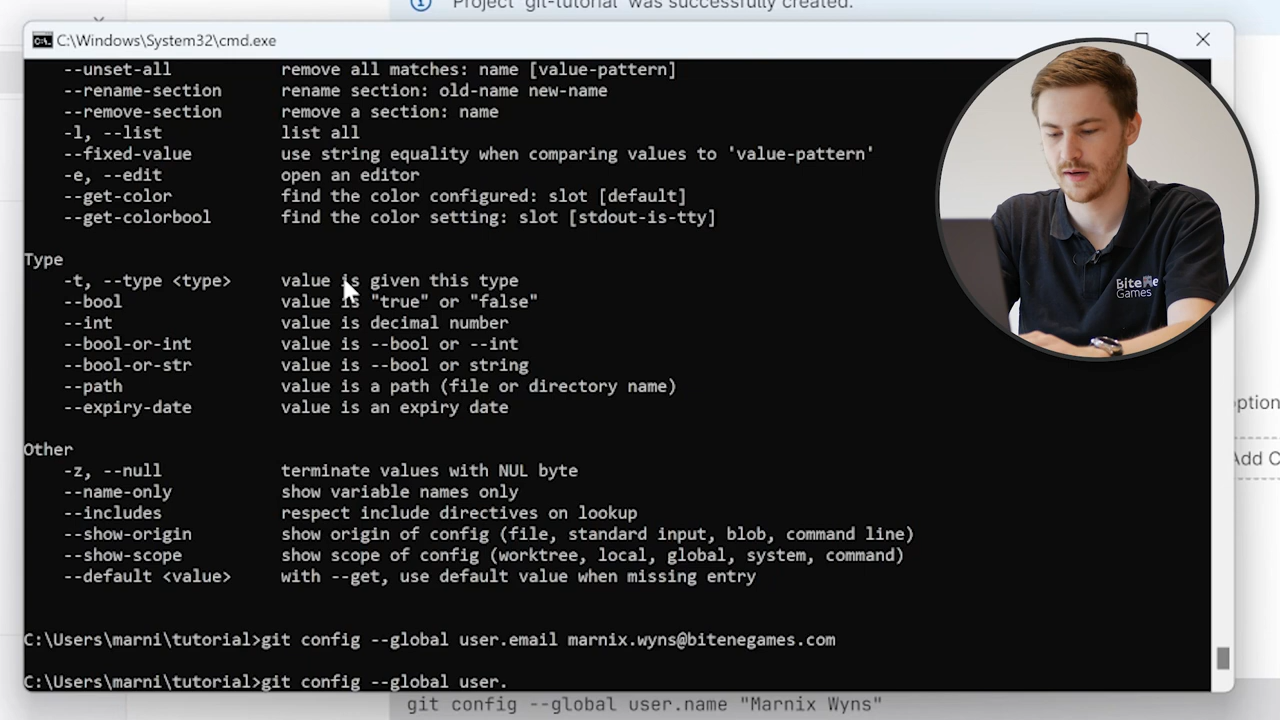 Project 'git-tutorial' was successfully created.
C:\Windows\System32\cmd.exe
--unset-all remove all matches: name [value-pattern]
--rename-section rename section: old-name new-name
--remove-section remove a section: name
-l, --list list all
--fixed-value use string equality when comparing values to 'value-pattern'
-e, --edit open an editor
--get-color find the color configured: slot [default]
--get-colorbool find the color setting: slot [stdout-is-tty]
Type
-t, --type <type> value is given this type
--bool value is "true" or "false"
--int value is decimal number
--bool-or-int value is --bool or --int
--bool-or-str value is --bool or string
--path value is a path (file or directory name)
--expiry-date value is an expiry date
Other
-z, --null terminate values with NUL byte
--name-only show variable names only
--includes respect include directives on lookup
--show-origin show origin of config (file, standard input, blob, command line)
--show-scope show scope of config (worktree, local, global, system, command)
--default <value> with --get, use default value when missing entry
C:\Users\marni\tutorial>git config --global user.email marnix.wyns@bitenegames.com
C:\Users\marni\tutorial>git config --global user.
git config --global user.name "Marnix Wyns"
BiteMe
Games
ption
Add C